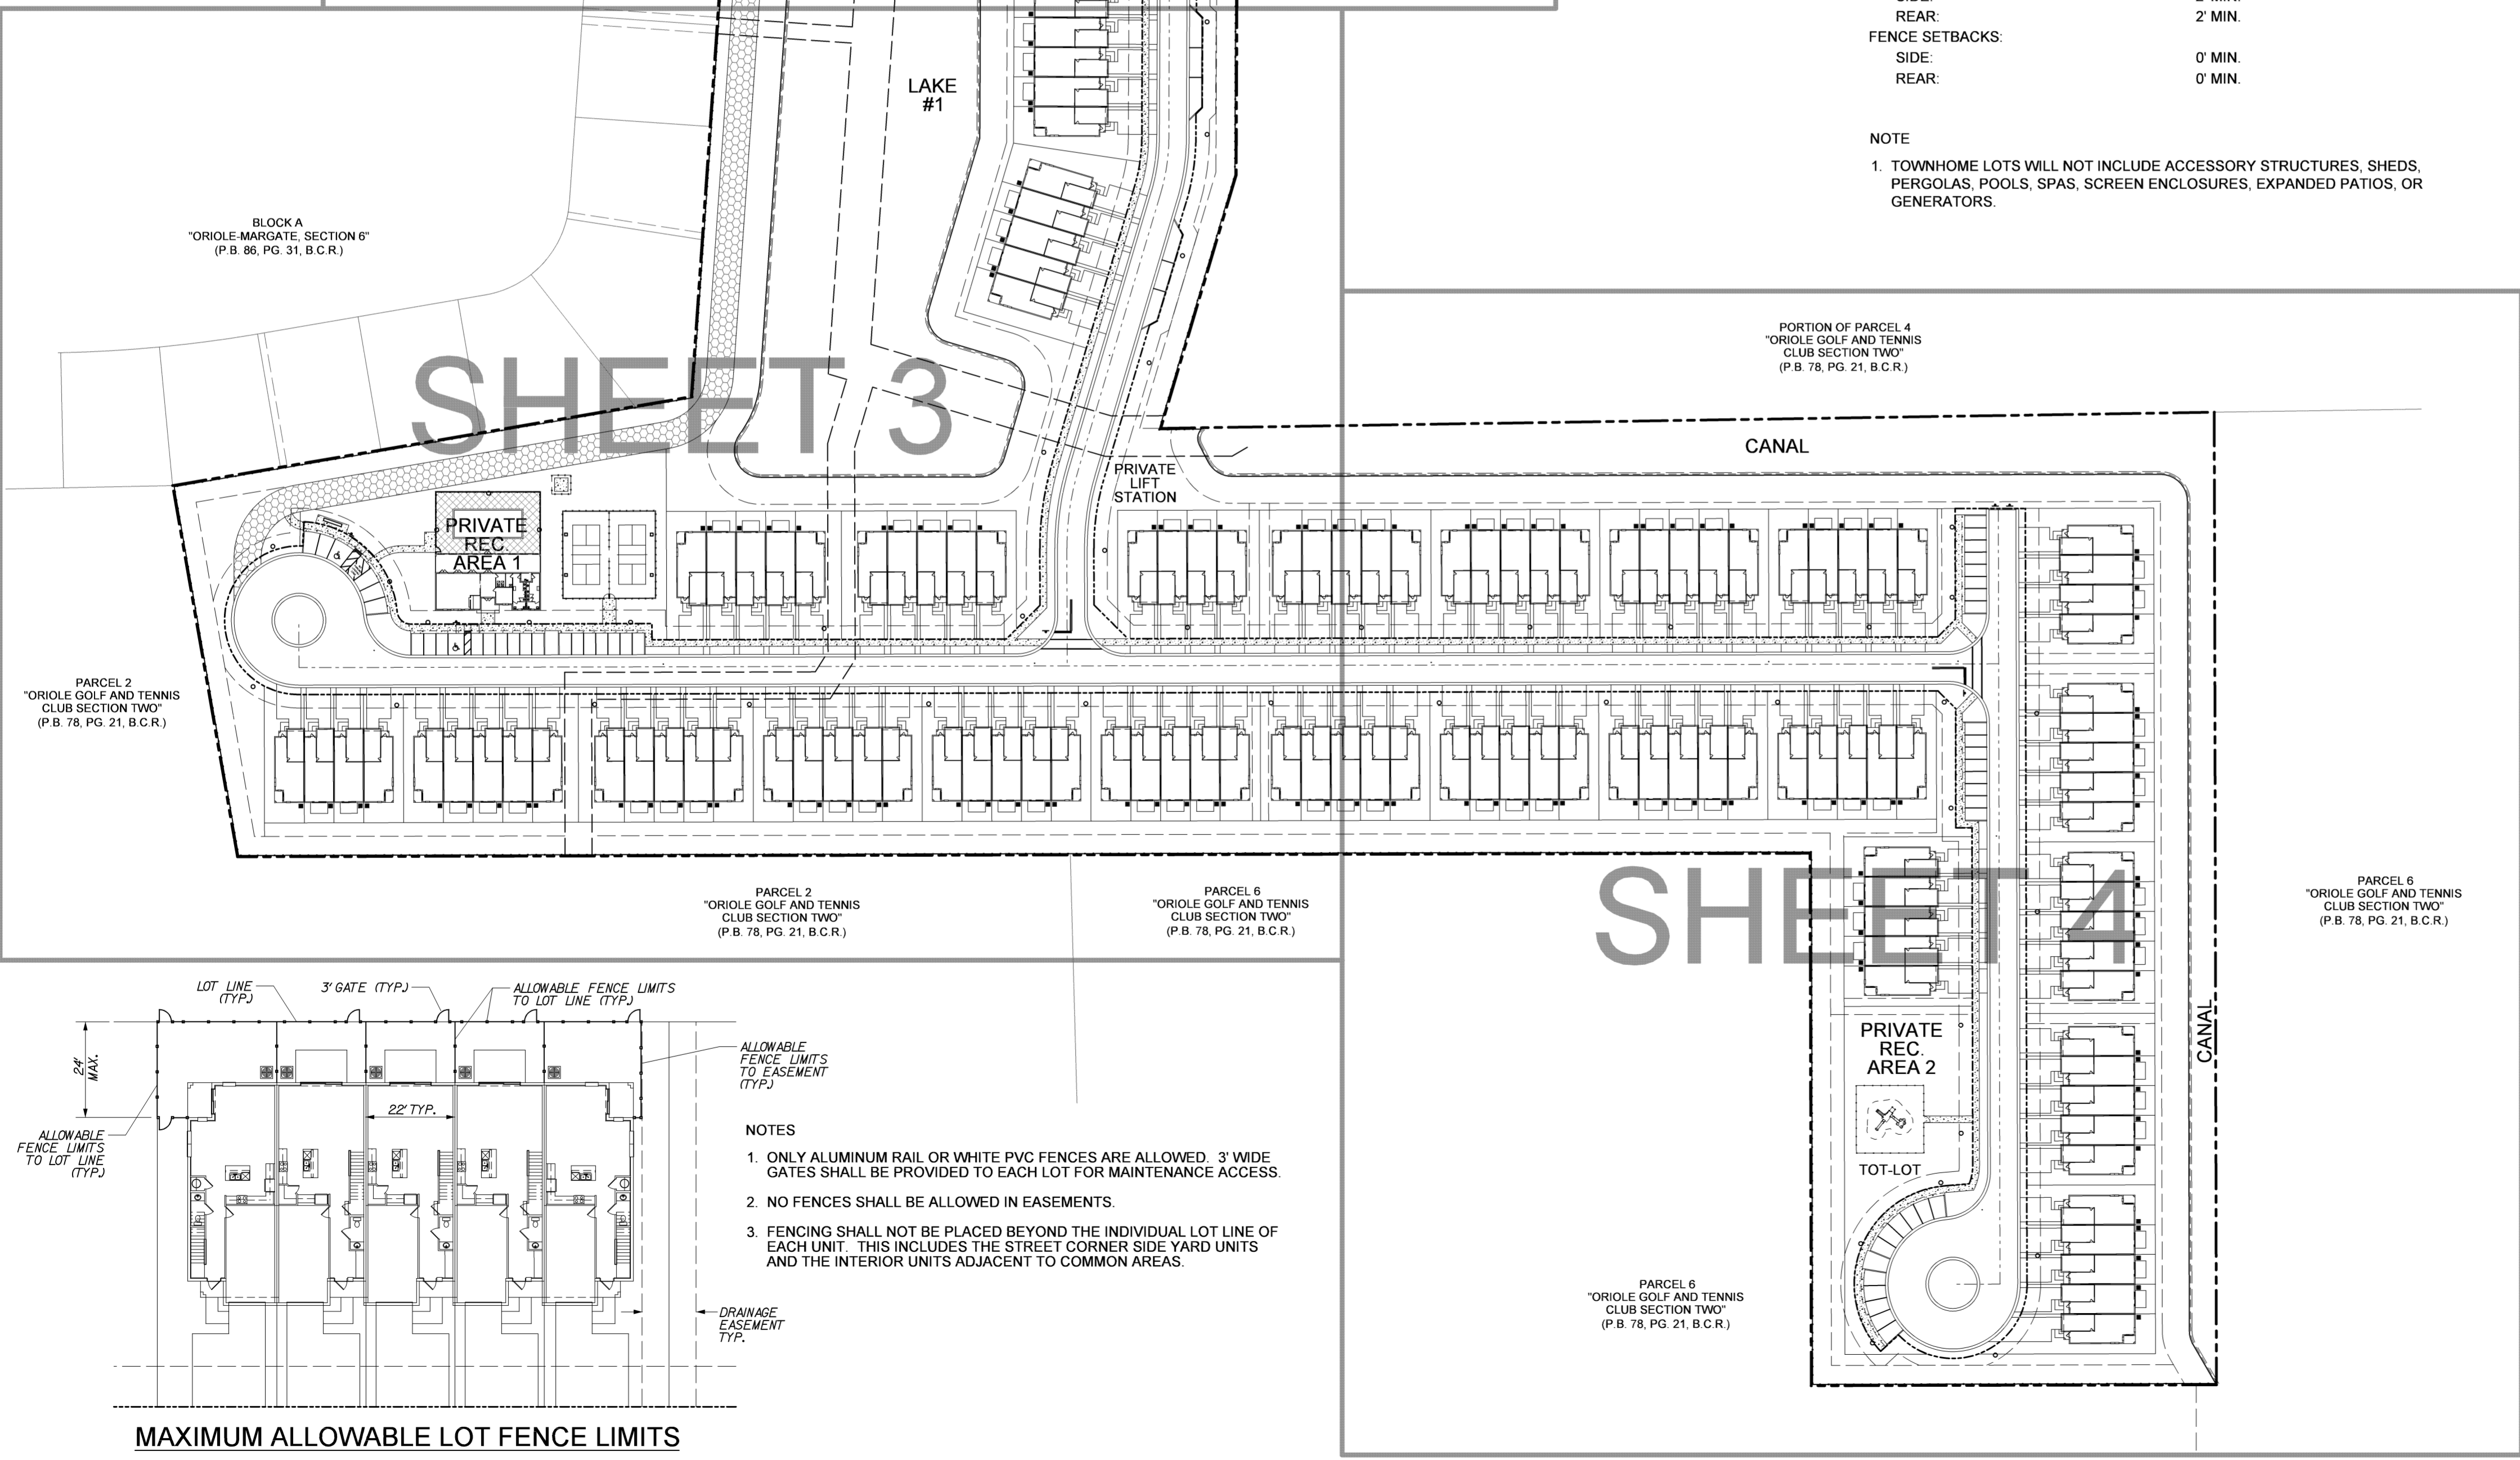 REAR: 2' MIN.
FENCE SETBACKS:
SIDE: 0' MIN.
REAR: 0' MIN.
NOTE
1. TOWNHOME LOTS WILL NOT INCLUDE ACCESSORY STRUCTURES, SHEDS,
PERGOLAS, POOLS, SPAS, SCREEN ENCLOSURES, EXPANDED PATIOS, OR
GENERATORS.
LAKE
#1
BLOCK A
"ORIOLE-MARGATE, SECTION 6"
(P.B. 86, PG. 31, B.C.R.)
SHEET 3
PORTION OF PARCEL 4
"ORIOLE GOLF AND TENNIS
CLUB SECTION TWO"
(P.B. 78, PG. 21, B.C.R.)
CANAL
PRIVATE
LIFT
STATION
PRIVATE
REC.
AREA 1
PARCEL 2
"ORIOLE GOLF AND TENNIS
CLUB SECTION TWO"
(P.B. 78, PG. 21, B.C.R.)
PARCEL 2
"ORIOLE GOLF AND TENNIS
CLUB SECTION TWO"
(P.B. 78, PG. 21, B.C.R.)
PARCEL 6
"ORIOLE GOLF AND TENNIS
CLUB SECTION TWO"
(P.B. 78, PG. 21, B.C.R.)
SHEET 4
PARCEL 6
"ORIOLE GOLF AND TENNIS
CLUB SECTION TWO"
(P.B. 78, PG. 21, B.C.R.)
CANAL
PRIVATE
REC.
AREA 2
TOT-LOT
PARCEL 6
"ORIOLE GOLF AND TENNIS
CLUB SECTION TWO"
(P.B. 78, PG. 21, B.C.R.)
LOT LINE
(TYP.)
3' GATE (TYP.)
ALLOWABLE FENCE LIMITS
TO LOT LINE (TYP.)
24'
MAX.
ALLOWABLE
FENCE LIMITS
TO EASEMENT
(TYP.)
22' TYP.
ALLOWABLE
FENCE LIMITS
TO LOT LINE
(TYP.)
DRAINAGE
EASEMENT
TYP.
NOTES
1. ONLY ALUMINUM RAIL OR WHITE PVC FENCES ARE ALLOWED. 3' WIDE
GATES SHALL BE PROVIDED TO EACH LOT FOR MAINTENANCE ACCESS.
2. NO FENCES SHALL BE ALLOWED IN EASEMENTS.
3. FENCING SHALL NOT BE PLACED BEYOND THE INDIVIDUAL LOT LINE OF
EACH UNIT. THIS INCLUDES THE STREET CORNER SIDE YARD UNITS
AND THE INTERIOR UNITS ADJACENT TO COMMON AREAS.
MAXIMUM ALLOWABLE LOT FENCE LIMITS